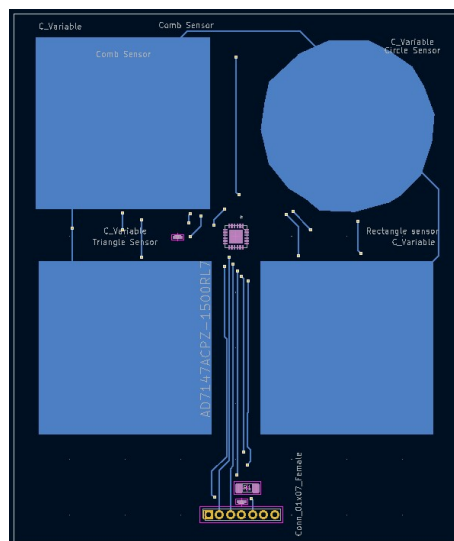 C_Variable
Comb Sensor
Comb Sensor
C_Variable
Circle Sensor
C_Variable
Triangle Sensor
Rectangle sensor
C_Variable
AD7147ACPZ-1500RL7
R1
Conn_01x07_Female